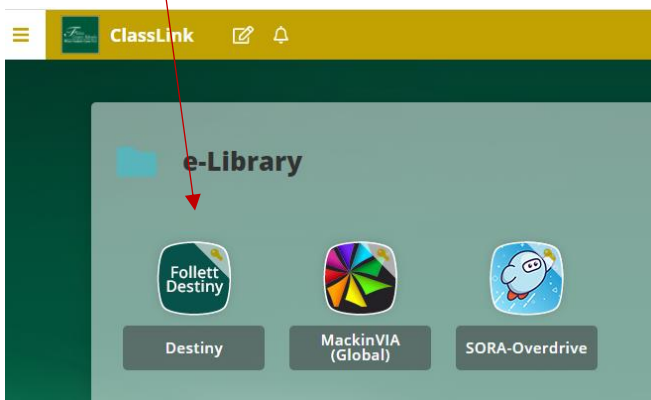 ClassLink
e-Library
Follett
Destiny
Destiny
MackinVIA
(Global)
SORA-Overdrive